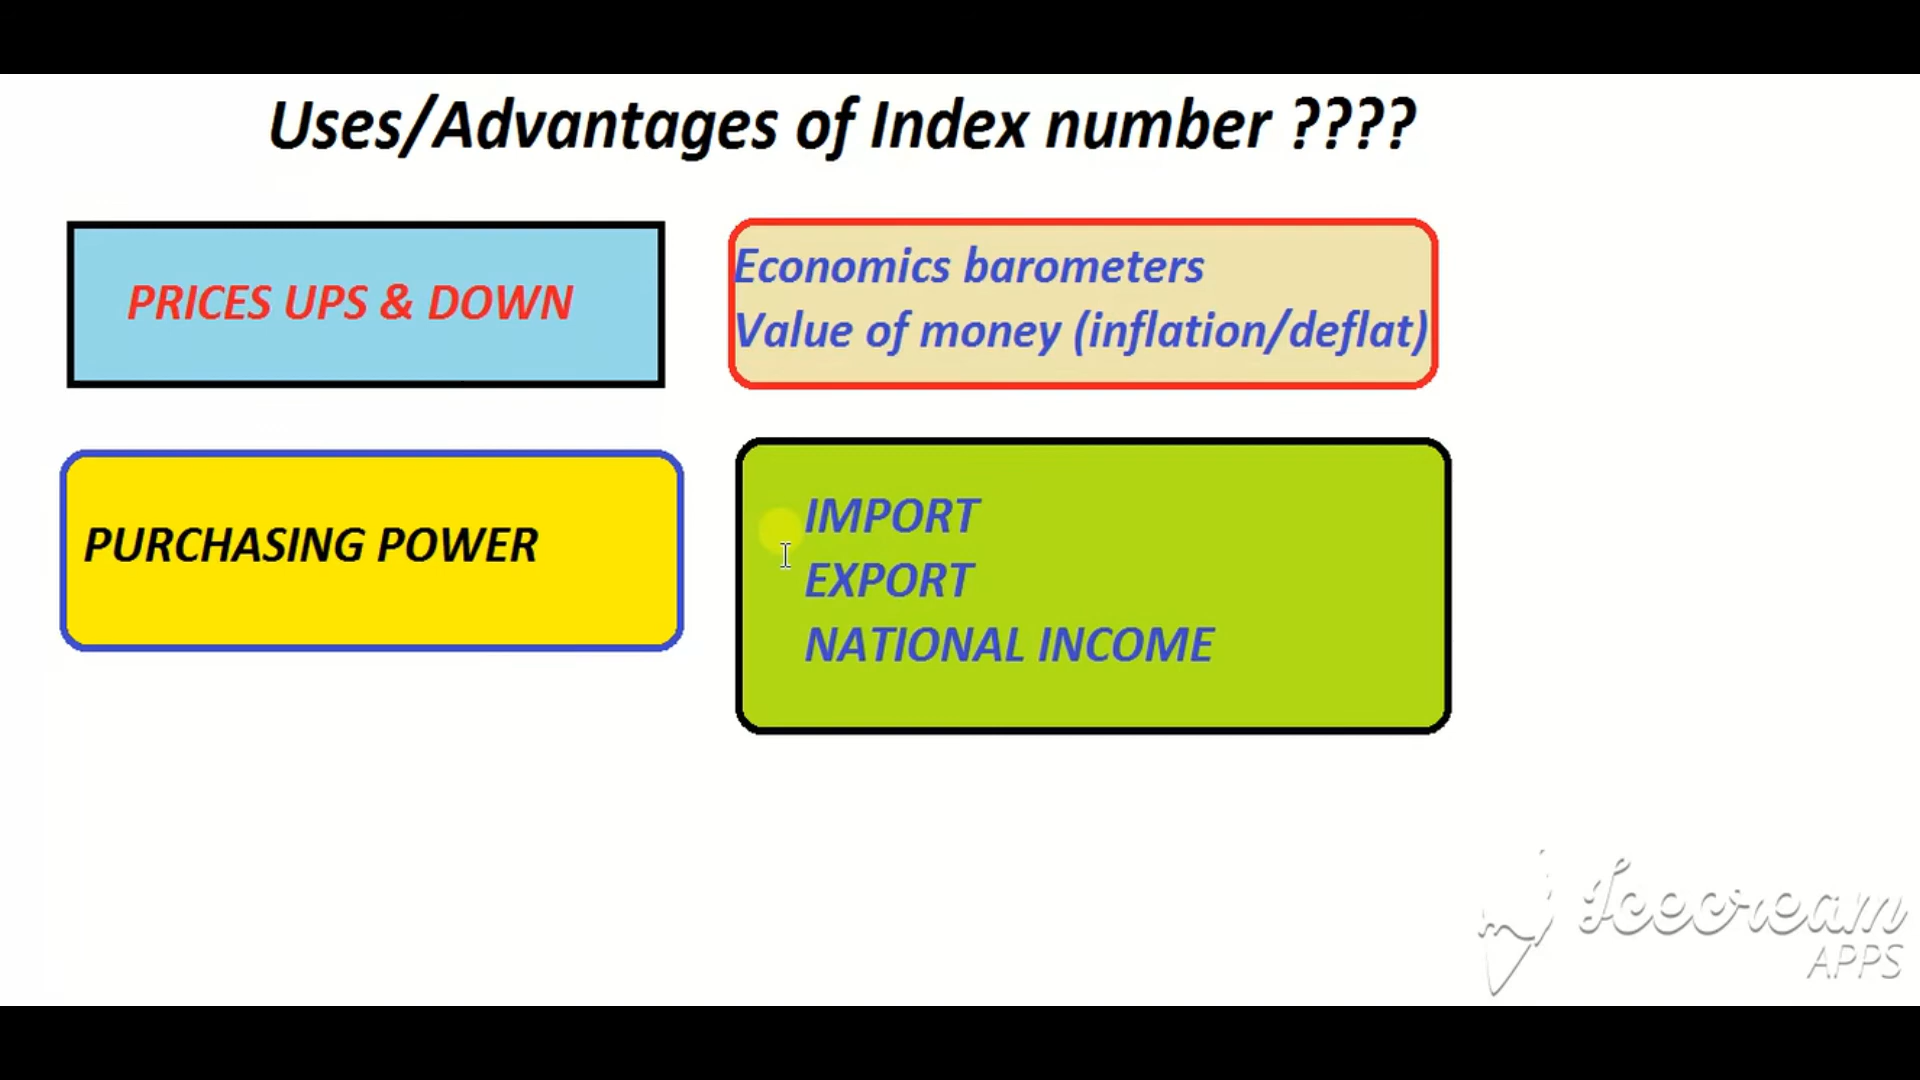 Uses/Advantages of Index number ????
PRICES UPS & DOWN
Economics barometers
Value of money (inflation/deflat)
PURCHASING POWER
IMPORT
EXPORT
NATIONAL INCOME
Icecream
APPS